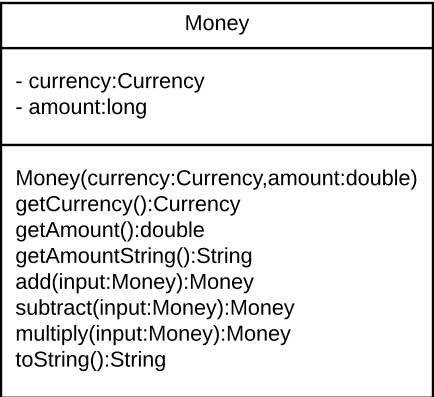 Money
- currency:Currency
- amount:long
Money(currency:Currency,amount:double)
getCurrency():Currency
getAmount():double
getAmountString():String
add(input:Money):Money
subtract(input:Money):Money
multiply(input:Money):Money
toString():String